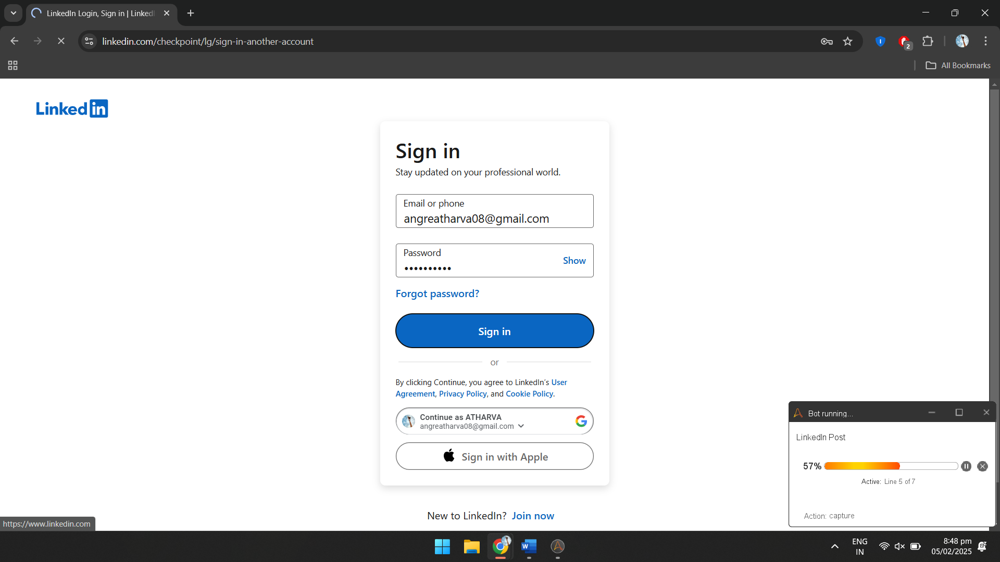 LinkedIn Login, Sign in | LinkedI
linkedin.com/checkpoint/lg/sign-in-another-account
2
All Bookmarks
Linked in
Sign in
Stay updated on your professional world.
Email or phone
angreatharva08@gmail.com
Password
Show
Forgot password?
Sign in
or
By clicking Continue, you agree to LinkedIn's User
Agreement, Privacy Policy, and Cookie Policy.
Continue as ATHARVA
angreatharva08@gmail.com
Sign in with Apple
New to LinkedIn? Join now
Bot running...
LinkedIn Post
57%
Active: Line 5 of 7
Action: capture
https://www.linkedin.com
ENG
IN
8:48 pm
05/02/2025